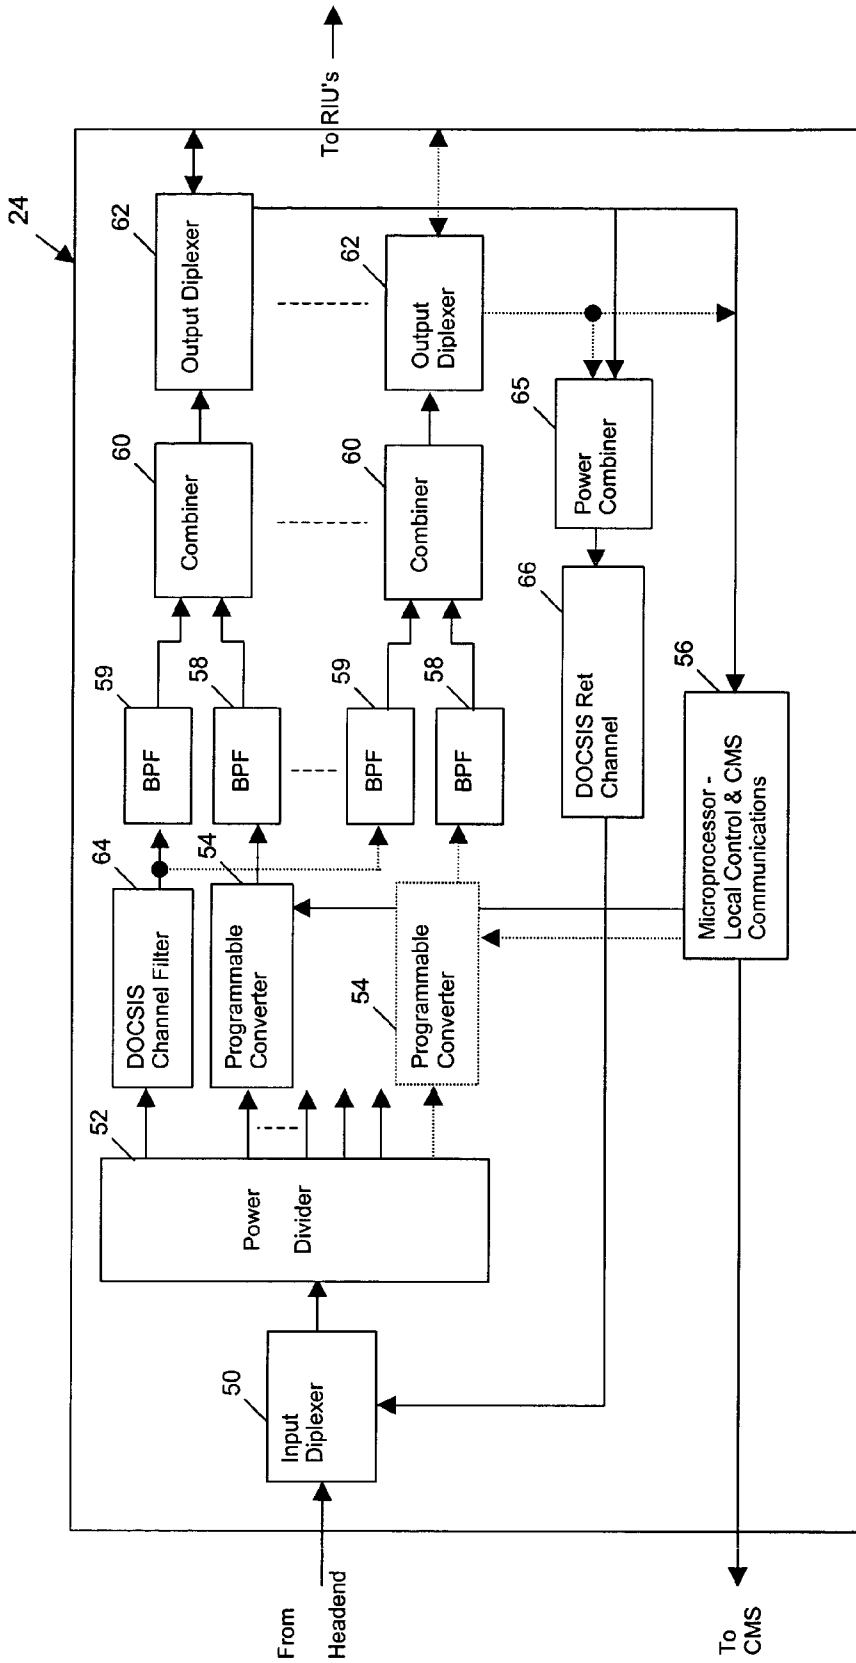 24
To RIU's
62
Output Diplexer
62
Output
Diplexer
60
Combiner
60
Combiner
65
Power
Combiner
59
BPF
58
BPF
59
BPF
58
BPF
66
DOCSIS Ret
Channel
64
DOCSIS
Channel Filter
54
Programmable
Converter
54
Programmable
Converter
56
Microprocessor -
Local Control & CMS
Communications
52
Power
Divider
50
Input
Diplexer
From
Headend
To
CMS